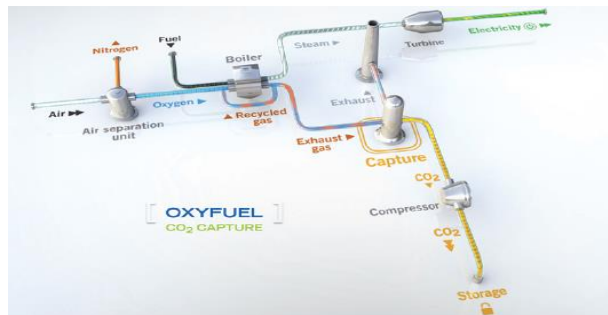 Nitrogen
Fuel
Boiler
Steam
Turbine
Electricity
Air
Air separation
unit
Oxygen
Recycled
gas
Exhaust
Exhaust
gas
Capture
CO2
Compressor
CO2
Storage
OXYFUEL
CO2 CAPTURE